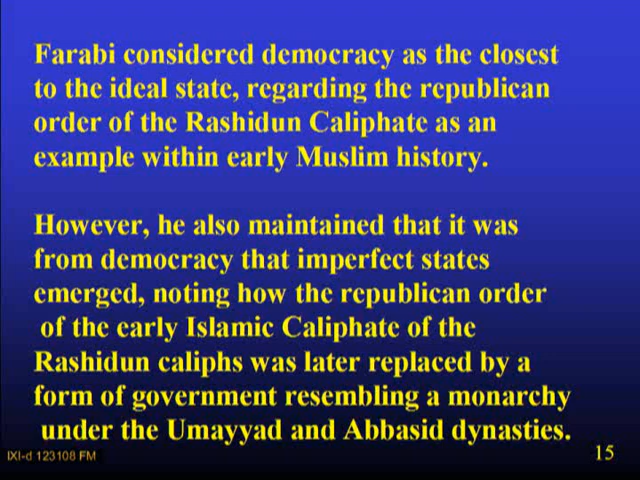 Farabi considered democracy as the closest
to the ideal state, regarding the republican
order of the Rashidun Caliphate as an
example within early Muslim history.
However, he also maintained that it was
from democracy that imperfect states
emerged, noting how the republican order
of the early Islamic Caliphate of the
Rashidun caliphs was later replaced by a
form of government resembling a monarchy
under the Umayyad and Abbasid dynasties.
IXI-d 123108 FM
15